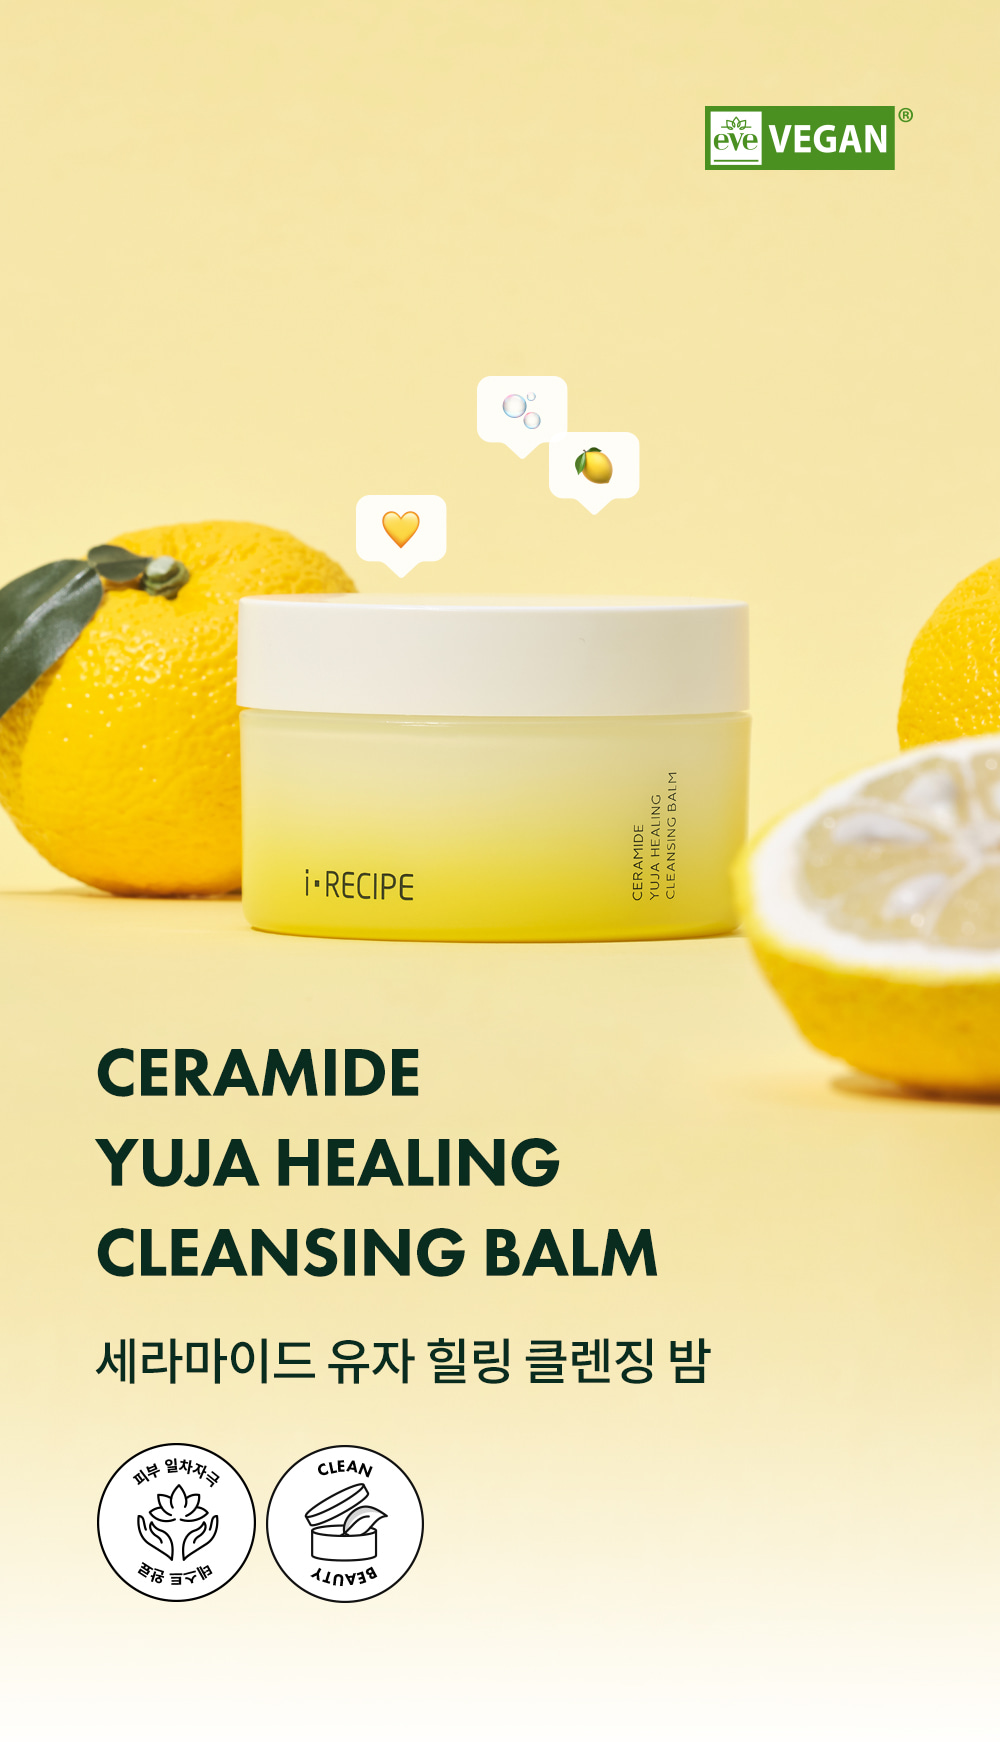 eve VEGAN®
CERAMIDE
YUJA HEALING
CLEANSING BALM
i·RECIPE
CERAMIDE
YUJA HEALING
CLEANSING BALM
세라마이드 유자 힐링 클렌징 밤
피부 일차자극
테스트 완료
CLEAN
BEAUTY